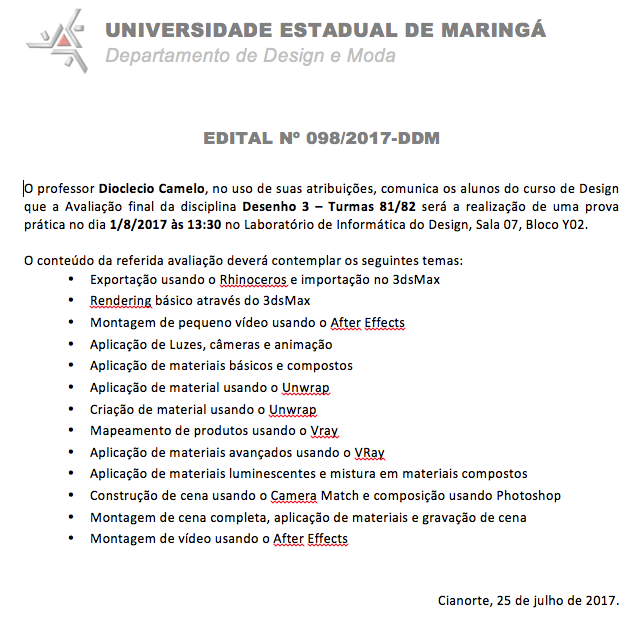 UNIVERSIDADE ESTADUAL DE MARINGÁ
Departamento de Design e Moda
EDITAL Nº 098/2017-DDM
O professor Dioclecio Camelo, no uso de suas atribuições, comunica os alunos do curso de Design
que a Avaliação final da disciplina Desenho 3 – Turmas 81/82 será a realização de uma prova
prática no dia 1/8/2017 às 13:30 no Laboratório de Informática do Design, Sala 07, Bloco Y02.
O conteúdo da referida avaliação deverá contemplar os seguintes temas:
• Exportação usando o Rhinoceros e importação no 3dsMax
• Rendering básico através do 3dsMax
• Montagem de pequeno vídeo usando o After Effects
• Aplicação de Luzes, câmeras e animação
• Aplicação de materiais básicos e compostos
• Aplicação de material usando o Unwrap
• Criação de material usando o Unwrap
• Mapeamento de produtos usando o Vray
• Aplicação de materiais avançados usando o VRay
• Aplicação de materiais luminescentes e mistura em materiais compostos
• Construção de cena usando o Camera Match e composição usando Photoshop
• Montagem de cena completa, aplicação de materiais e gravação de cena
• Montagem de vídeo usando o After Effects
Cianorte, 25 de julho de 2017.